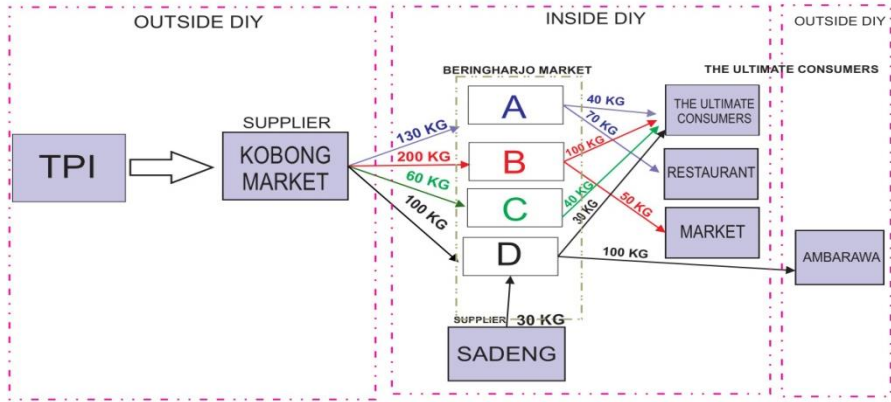 OUTSIDE DIY
INSIDE DIY
OUTSIDE DIY
BERINGHARJO MARKET
THE ULTIMATE CONSUMERS
SUPPLIER
TPI
KOBONG
MARKET
130 KG
200 KG
60 KG
100 KG
A
B
C
D
40 KG
70 KG
100 KG
50 KG
40 KG
30 KG
100 KG
THE ULTIMATE
CONSUMERS
RESTAURANT
MARKET
AMBARAWA
SUPPLIER
30 KG
SADENG